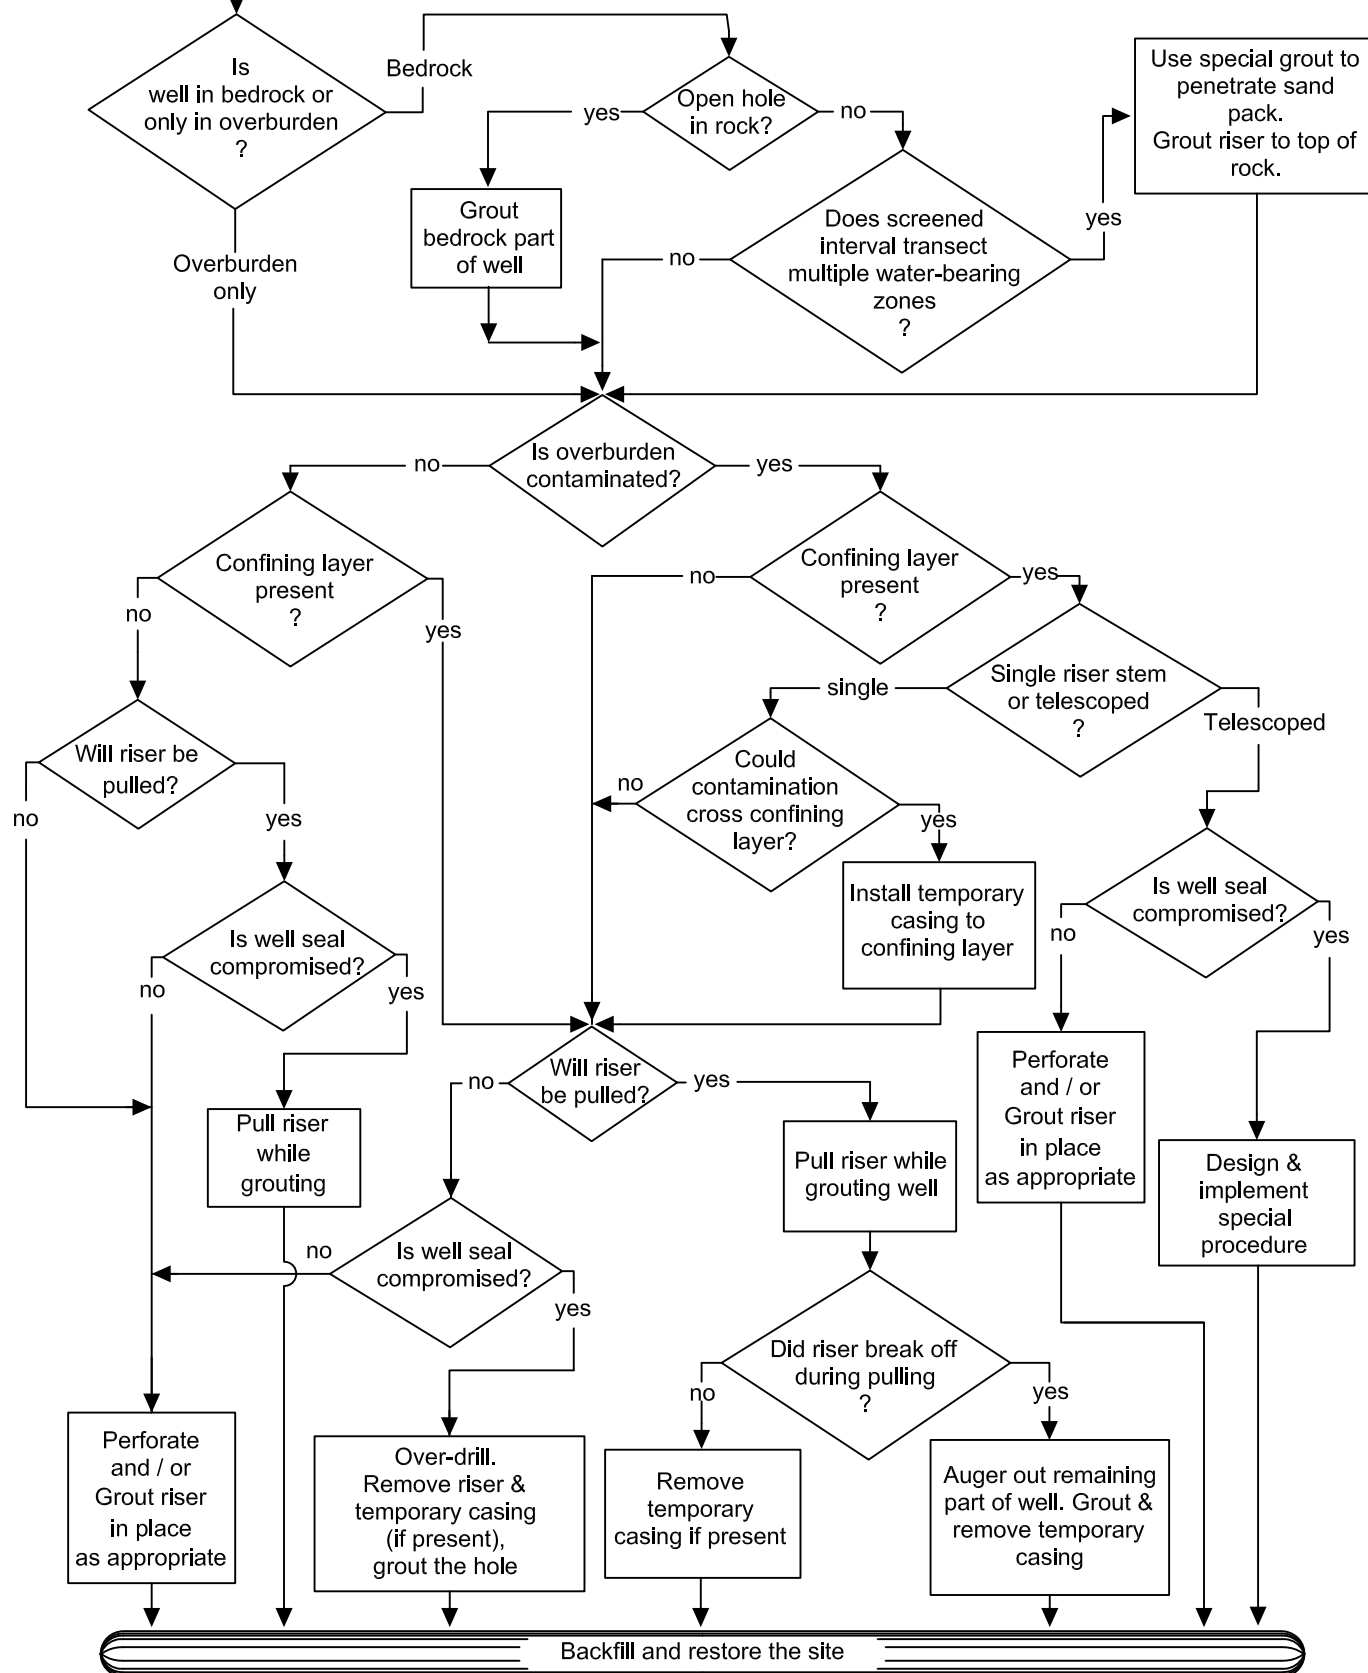 Is
well in bedrock or
only in overburden
?
Bedrock
Overburden
only
Open hole
in rock?
yes
no
Grout
bedrock part
of well
Does screened
interval transect
multiple water-bearing
zones
?
no
yes
Use special grout to
penetrate sand
pack.
Grout riser to top of
rock.
Is overburden
contaminated?
no
yes
Confining layer
present
?
no
yes
Confining layer
present
?
no
yes
Single riser stem
or telescoped
?
single
Telescoped
Will riser be
pulled?
no
yes
Could
contamination
cross confining
layer?
no
yes
Install temporary
casing to
confining layer
Is well seal
compromised?
no
yes
Is well seal
compromised?
no
yes
Pull riser
while
grouting
Will riser
be pulled?
no
yes
Perforate
and / or
Grout riser
in place
as appropriate
Design &
implement
special
procedure
Pull riser while
grouting well
Is well seal
compromised?
no
yes
Did riser break off
during pulling
?
no
yes
Perforate
and / or
Grout riser
in place
as appropriate
Over-drill.
Remove riser &
temporary casing
(if present),
grout the hole
Remove
temporary
casing if present
Auger out remaining
part of well. Grout &
remove temporary
casing
Backfill and restore the site